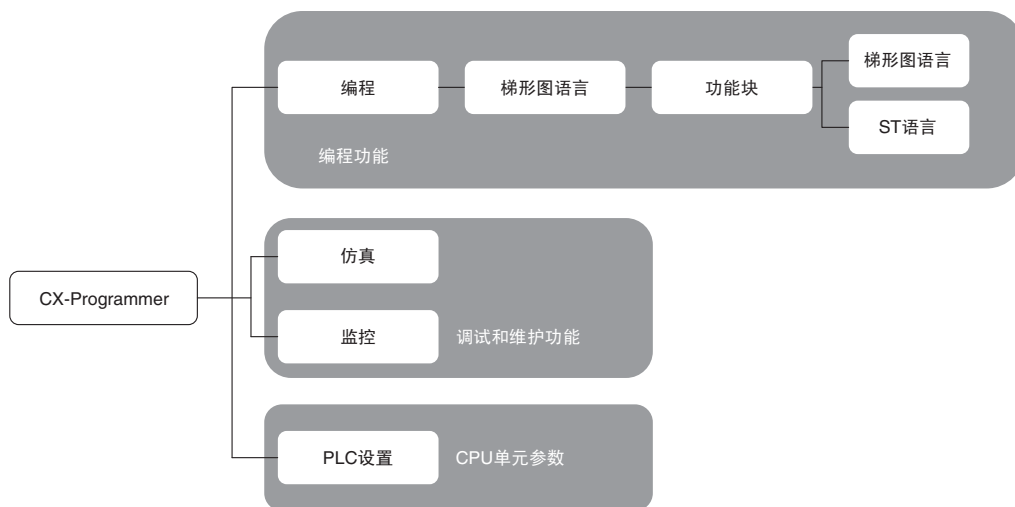 编程
梯形图语言
功能块
梯形图语言
ST语言
编程功能
CX-Programmer
仿真
监控
调试和维护功能
PLC设置
CPU单元参数